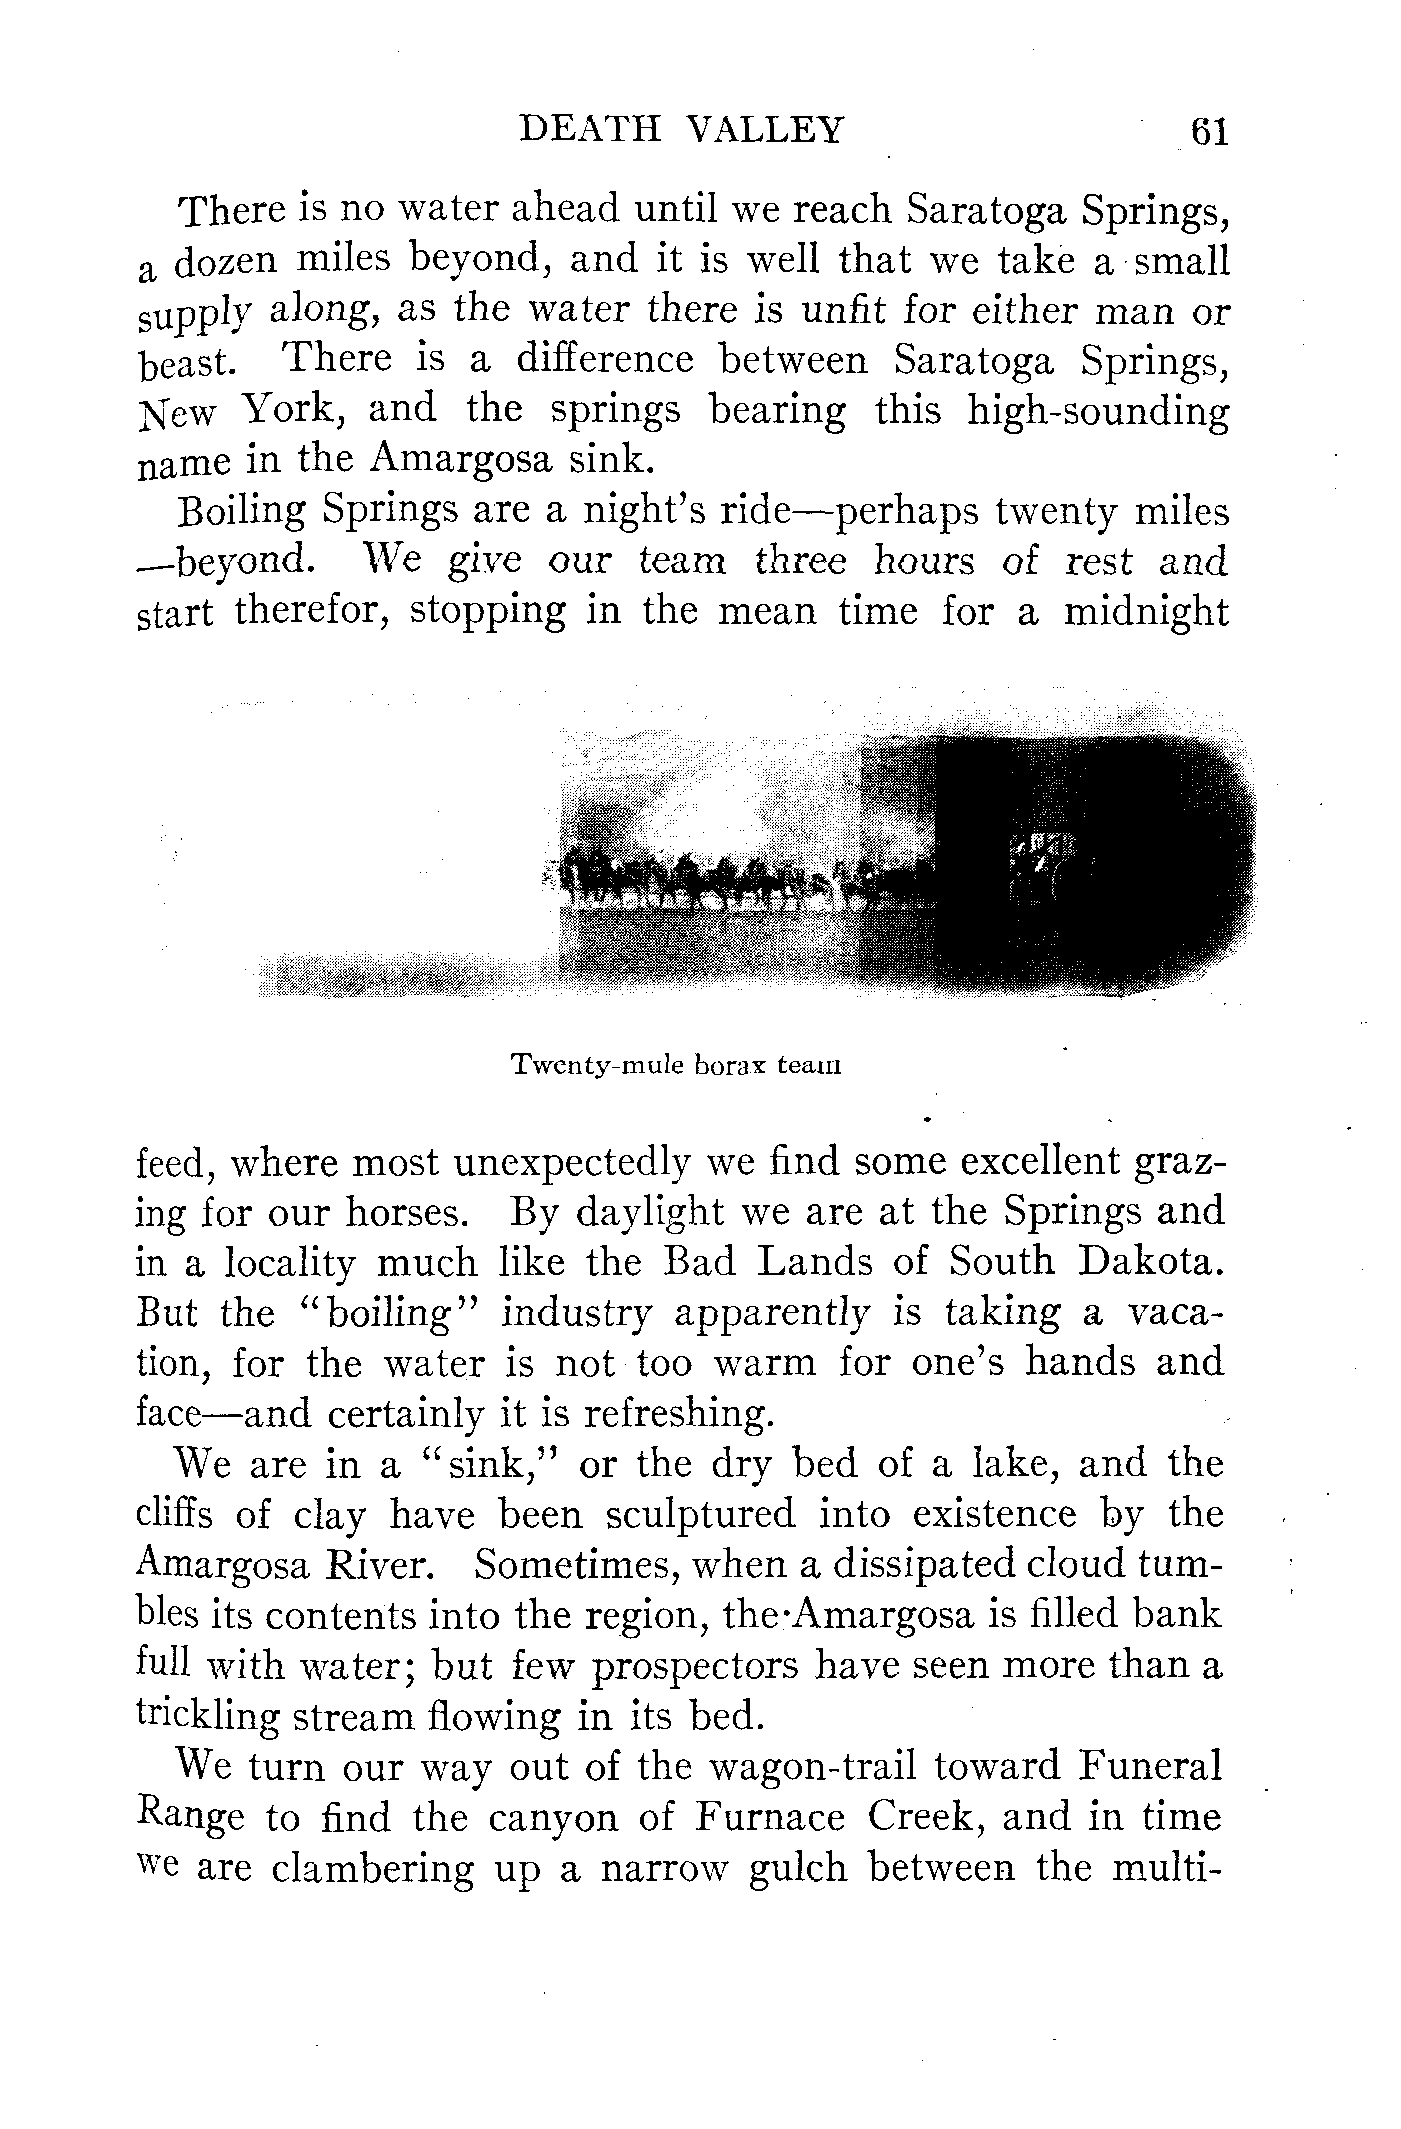 DEATH VALLEY 61
There is no water ahead until we reach Saratoga Springs,
a dozen miles beyond, and it is well that we take a small
supply along, as the water there is unfit for either man or
beast. There is a difference between Saratoga Springs,
New York, and the springs bearing this high-sounding
name in the Amargosa sink.
Boiling Springs are a night's ride—perhaps twenty miles
—beyond. We give our team three hours of rest and
start therefor, stopping in the mean time for a midnight
Twenty-mule borax team
feed, where most unexpectedly we find some excellent graz-
ing for our horses. By daylight we are at the Springs and
in a locality much like the Bad Lands of South Dakota.
But the "boiling" industry apparently is taking a vaca-
tion, for the water is not too warm for one's hands and
face—and certainly it is refreshing.
We are in a "sink," or the dry bed of a lake, and the
cliffs of clay have been sculptured into existence by the
Amargosa River. Sometimes, when a dissipated cloud tum-
bles its contents into the region, the Amargosa is filled bank
full with water; but few prospectors have seen more than a
trickling stream flowing in its bed.
We turn our way out of the wagon-trail toward Funeral
Range to find the canyon of Furnace Creek, and in time
we are clambering up a narrow gulch between the multi-